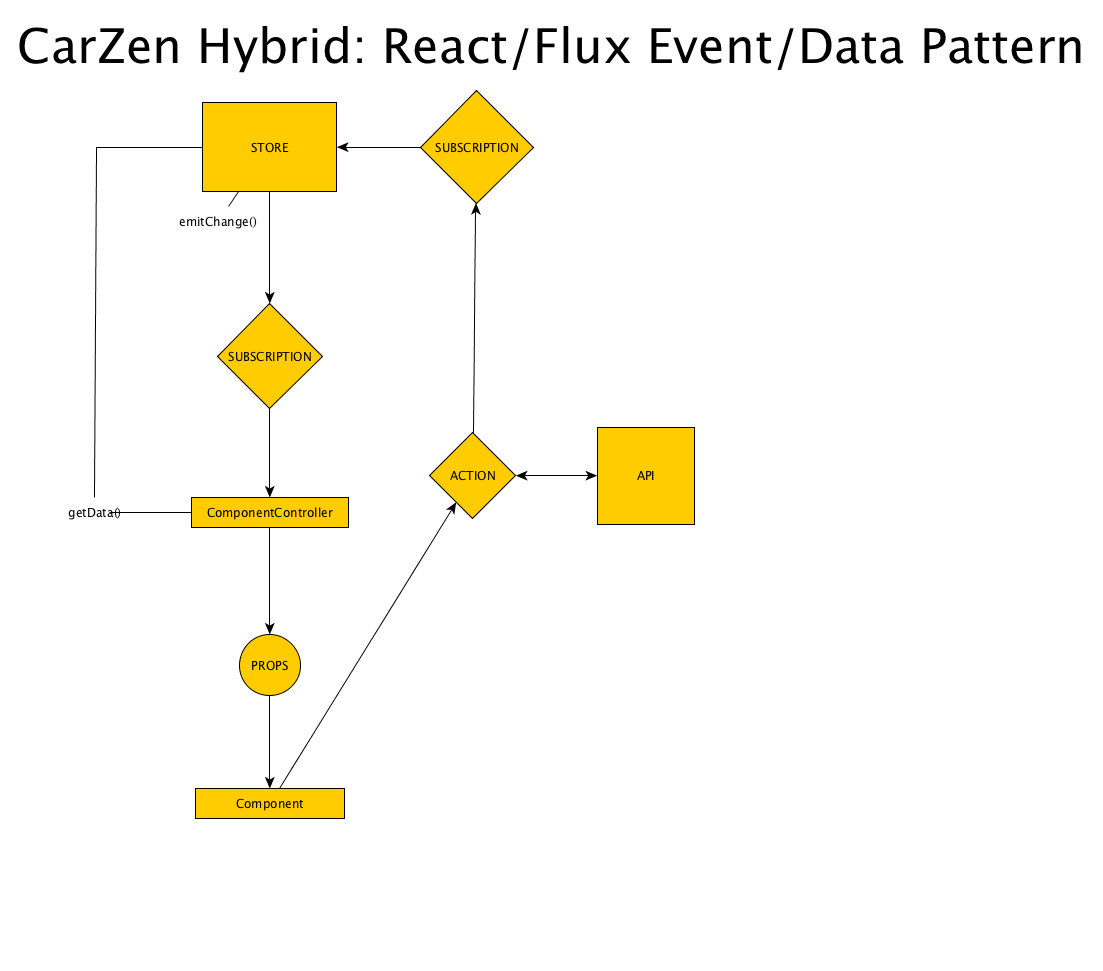 CarZen Hybrid: React/Flux Event/Data Pattern
STORE
SUBSCRIPTION
emitChange()
SUBSCRIPTION
ACTION
API
getData()
ComponentController
PROPS
Component